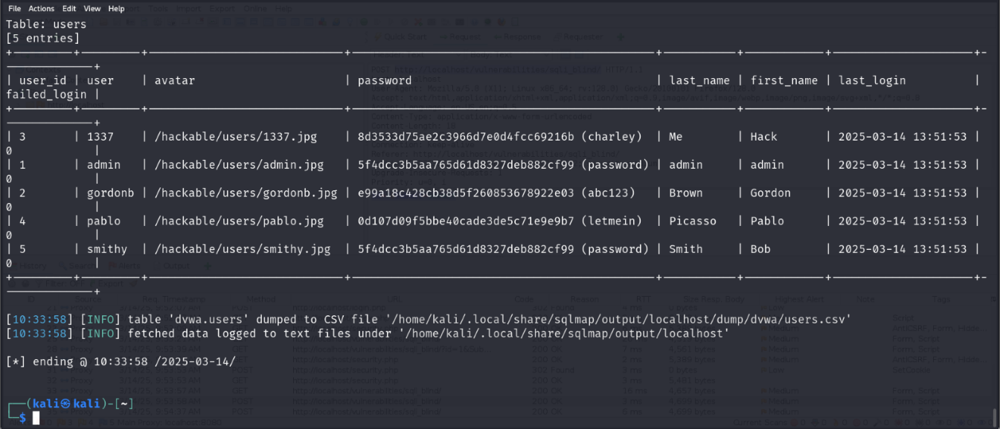 File Actions Edit View Help
Table: users
[5 entries]
+---------+---------+---------------------------+------------------------------------------+-----------+------------+---------------------+-
--------------+
| user_id | user | avatar | password | last_name | first_name | last_login |
failed_login |
+---------+---------+---------------------------+------------------------------------------+-----------+------------+---------------------+-
--------------+
| 3 | 1337 | /hackable/users/1337.jpg | 8d3533d75ae2c3966d7e0d4fcc69216b (charley) | Me | Hack | 2025-03-14 13:51:53 |
0 |
| 1 | admin | /hackable/users/admin.jpg | 5f4dcc3b5aa765d61d8327deb882cf99 (password) | admin | admin | 2025-03-14 13:51:53 |
0 |
| 2 | gordonb | /hackable/users/gordonb.jpg | e99a18c428cb38d5f260853678922e03 (abc123) | Brown | Gordon | 2025-03-14 13:51:53 |
0 |
| 4 | pablo | /hackable/users/pablo.jpg | 0d107d09f5bbe40cade3de5c71e9e9b7 (letmein) | Picasso | Pablo | 2025-03-14 13:51:53 |
0 |
| 5 | smithy | /hackable/users/smithy.jpg | 5f4dcc3b5aa765d61d8327deb882cf99 (password) | Smith | Bob | 2025-03-14 13:51:53 |
0 |
+---------+---------+---------------------------+------------------------------------------+-----------+------------+---------------------+-
--------------+
[10:33:58] [INFO] table 'dvwa.users' dumped to CSV file '/home/kali/.local/share/sqlmap/output/localhost/dump/dvwa/users.csv'
[10:33:58] [INFO] fetched data logged to text files under '/home/kali/.local/share/sqlmap/output/localhost'
[*] ending @ 10:33:58 /2025-03-14/
(kali㉿kali)-[~]
$